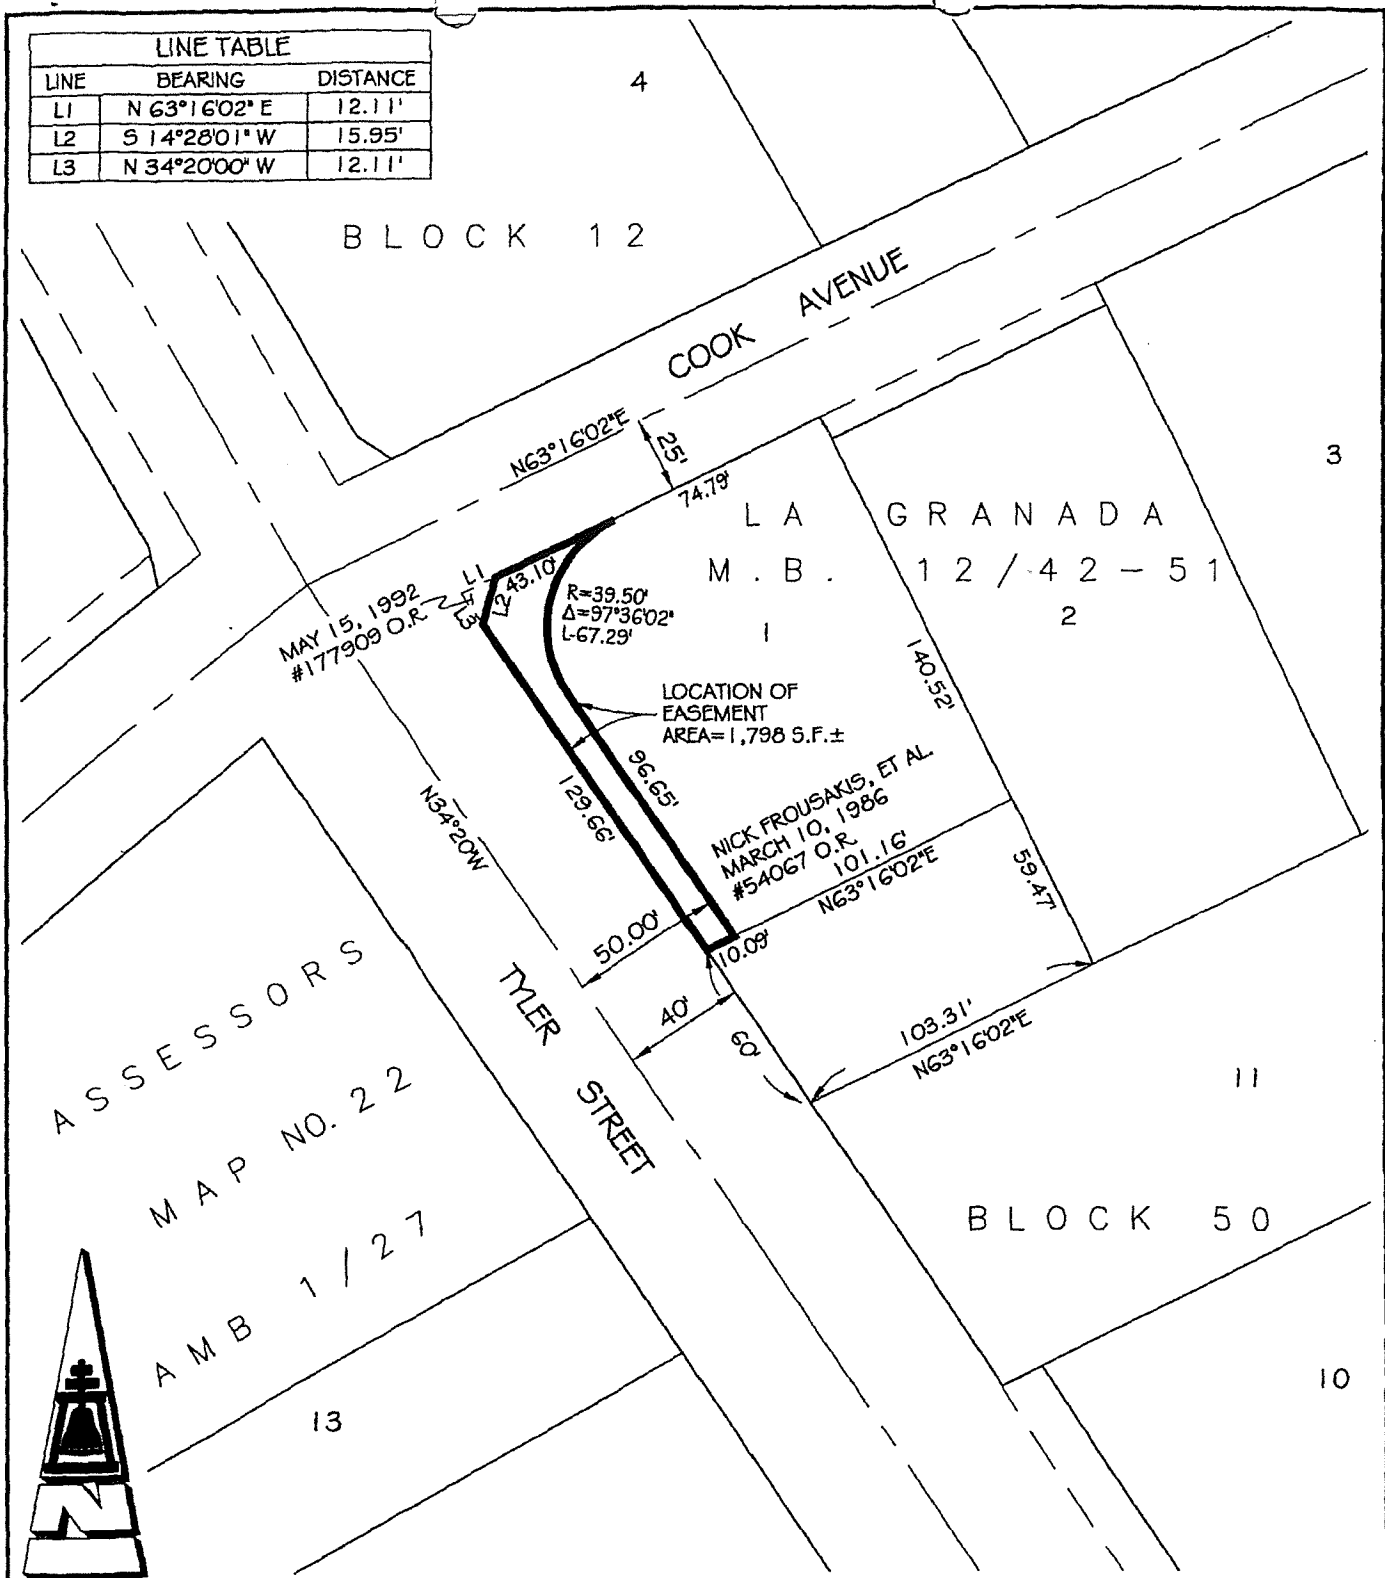 LINE TABLE
LINE BEARING DISTANCE
L1 N 63°16'02" E 12.11'
L2 S 14°28'01" W 15.95'
L3 N 34°20'00" W 12.11'
4
BLOCK 12
COOK AVENUE
N63°16'02"E
25'
74.79'
3
LA GRANADA
M.B. 12/42-51
2
1
L1
43.10'
L2
L3
R=39.50'
Δ=97°36'02"
L-67.29'
MAY 15, 1992
#177909 O.R.
140.52'
LOCATION OF
EASEMENT
AREA=1,798 S.F.±
96.65'
129.66'
N34°20'W
NICK FROUSAKIS, ET AL.
MARCH 10, 1986
#54067 O.R.
101.16'
N63°16'02"E
59.47'
50.00'
10.09'
40'
60'
TYLER
STREET
103.31'
N63°16'02"E
11
ASSESSORS
MAP NO. 22
AMB 1/27
BLOCK 50
10
13
N